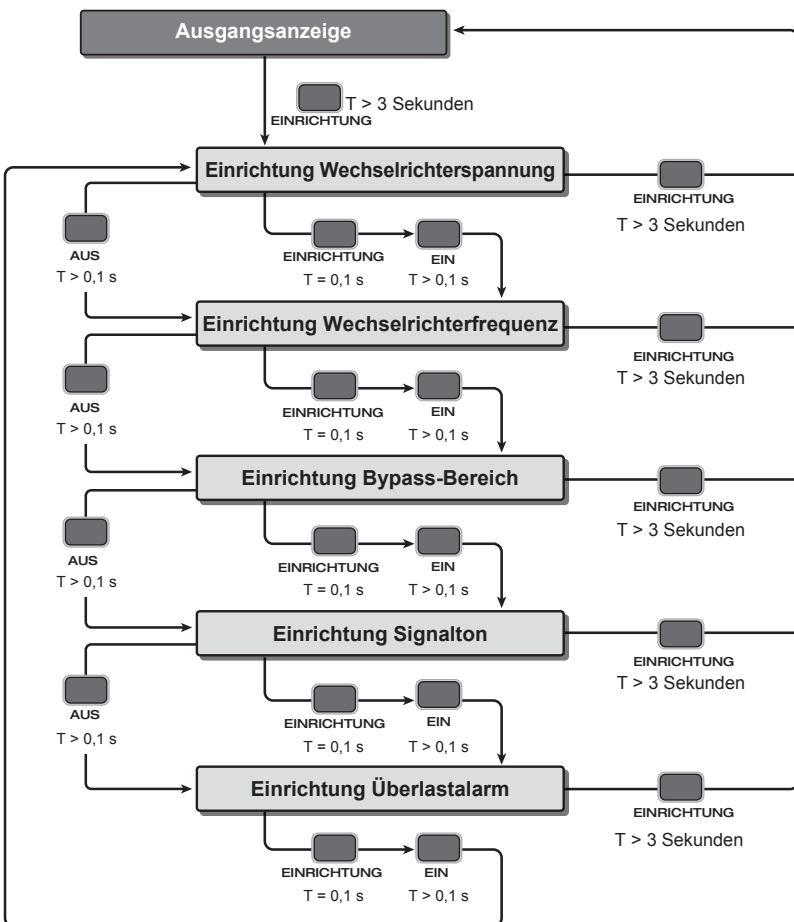 Ausgangsanzeige
T > 3 Sekunden
EINRICHTUNG
Einrichtung Wechselrichterspannung
EINRICHTUNG
T > 3 Sekunden
AUS
T > 0,1 s
EINRICHTUNG
T = 0,1 s
EIN
T > 0,1 s
Einrichtung Wechselrichterfrequenz
EINRICHTUNG
T > 3 Sekunden
AUS
T > 0,1 s
EINRICHTUNG
T = 0,1 s
EIN
T > 0,1 s
Einrichtung Bypass-Bereich
EINRICHTUNG
T > 3 Sekunden
AUS
T > 0,1 s
EINRICHTUNG
T = 0,1 s
EIN
T > 0,1 s
Einrichtung Signalton
EINRICHTUNG
T > 3 Sekunden
AUS
T > 0,1 s
EINRICHTUNG
T = 0,1 s
EIN
T > 0,1 s
Einrichtung Überlastalarm
EINRICHTUNG
T > 3 Sekunden
EINRICHTUNG
T = 0,1 s
EIN
T > 0,1 s